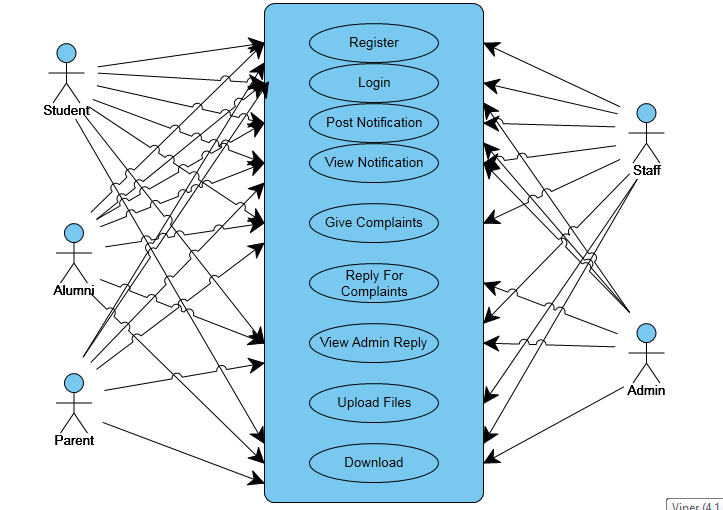 Register
Login
Student
Post Notification
View Notification
Staff
Give Complaints
Alumni
Reply For
Complaints
View Admin Reply
Admin
Upload Files
Parent
Download